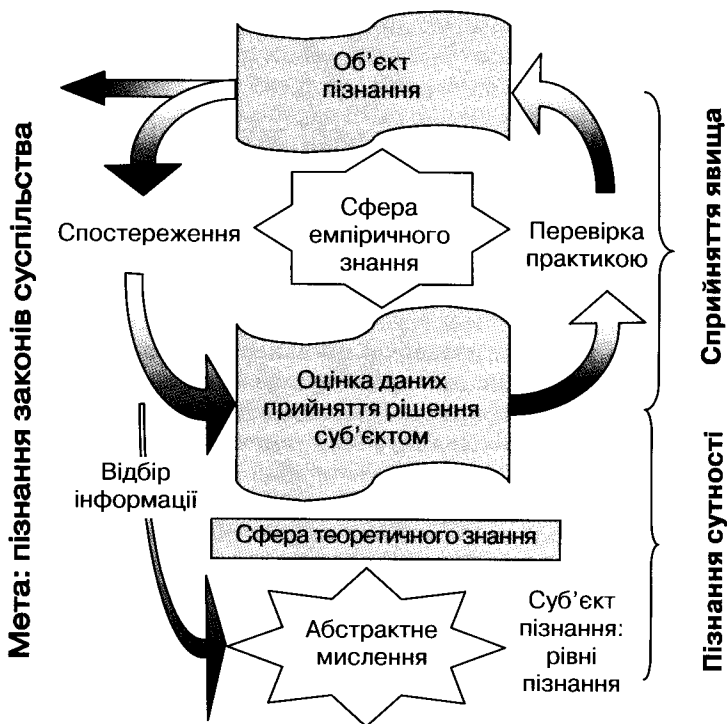 Мета: пізнання законів суспільства
Об’єкт
пізнання
Спостереження
Сфера
емпіричного
знання
Перевірка
практикою
Сприйняття явища
Оцінка даних
прийняття рішення
суб’єктом
Відбір
інформації
Сфера теоретичного знання
Абстрактне
мислення
Суб’єкт
пізнання:
рівні
пізнання
Пізнання сутності